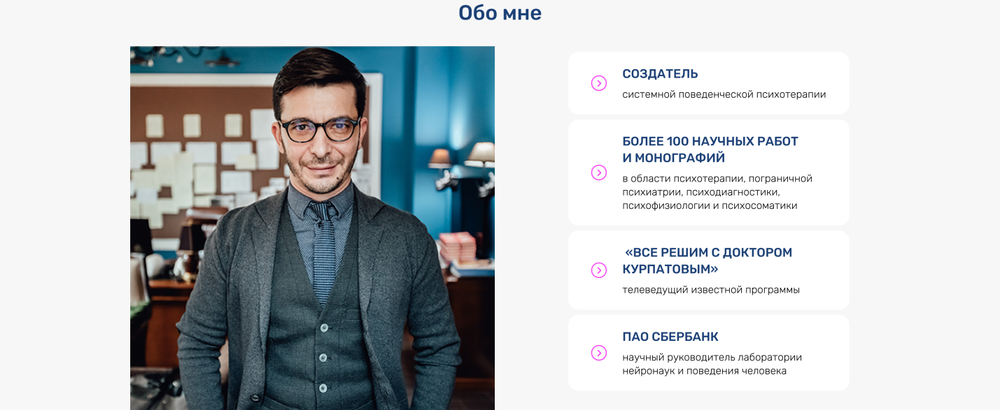 Обо мне
СОЗДАТЕЛЬ
системной поведенческой психотерапии
БОЛЕЕ 100 НАУЧНЫХ РАБОТ
И МОНОГРАФИЙ
в области психотерапии, пограничной
психиатрии, психодиагностики,
психофизиологии и психосоматики
«ВСЕ РЕШИМ С ДОКТОРОМ
КУРПАТОВЫМ»
телеведущий известной программы
ПАО СБЕРБАНК
научный руководитель лаборатории
нейронаук и поведения человека